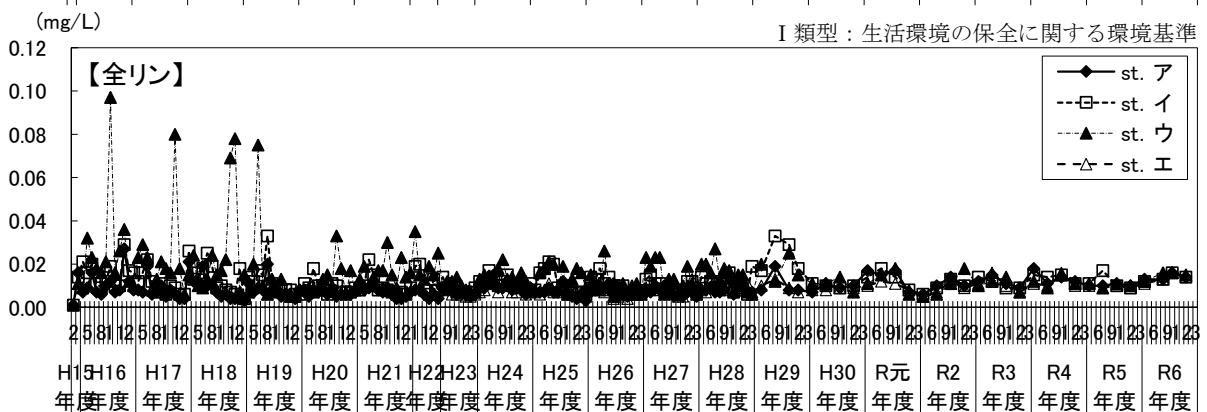 (mg/L)
Ⅰ類型：生活環境の保全に関する環境基準
【全リン】
st. ア
st. イ
st. ウ
st. エ
0.12
0.10
0.08
0.06
0.04
0.02
0.00
H15 H16 H17 H18 H19 H20 H21 H22 H23 H24 H25 H26 H27 H28 H29 H30 R元 R2 R3 R4 R5 R6
年度 年度 年度 年度 年度 年度 年度 年度 年度 年度 年度 年度 年度 年度 年度 年度 年度 年度 年度 年度 年度